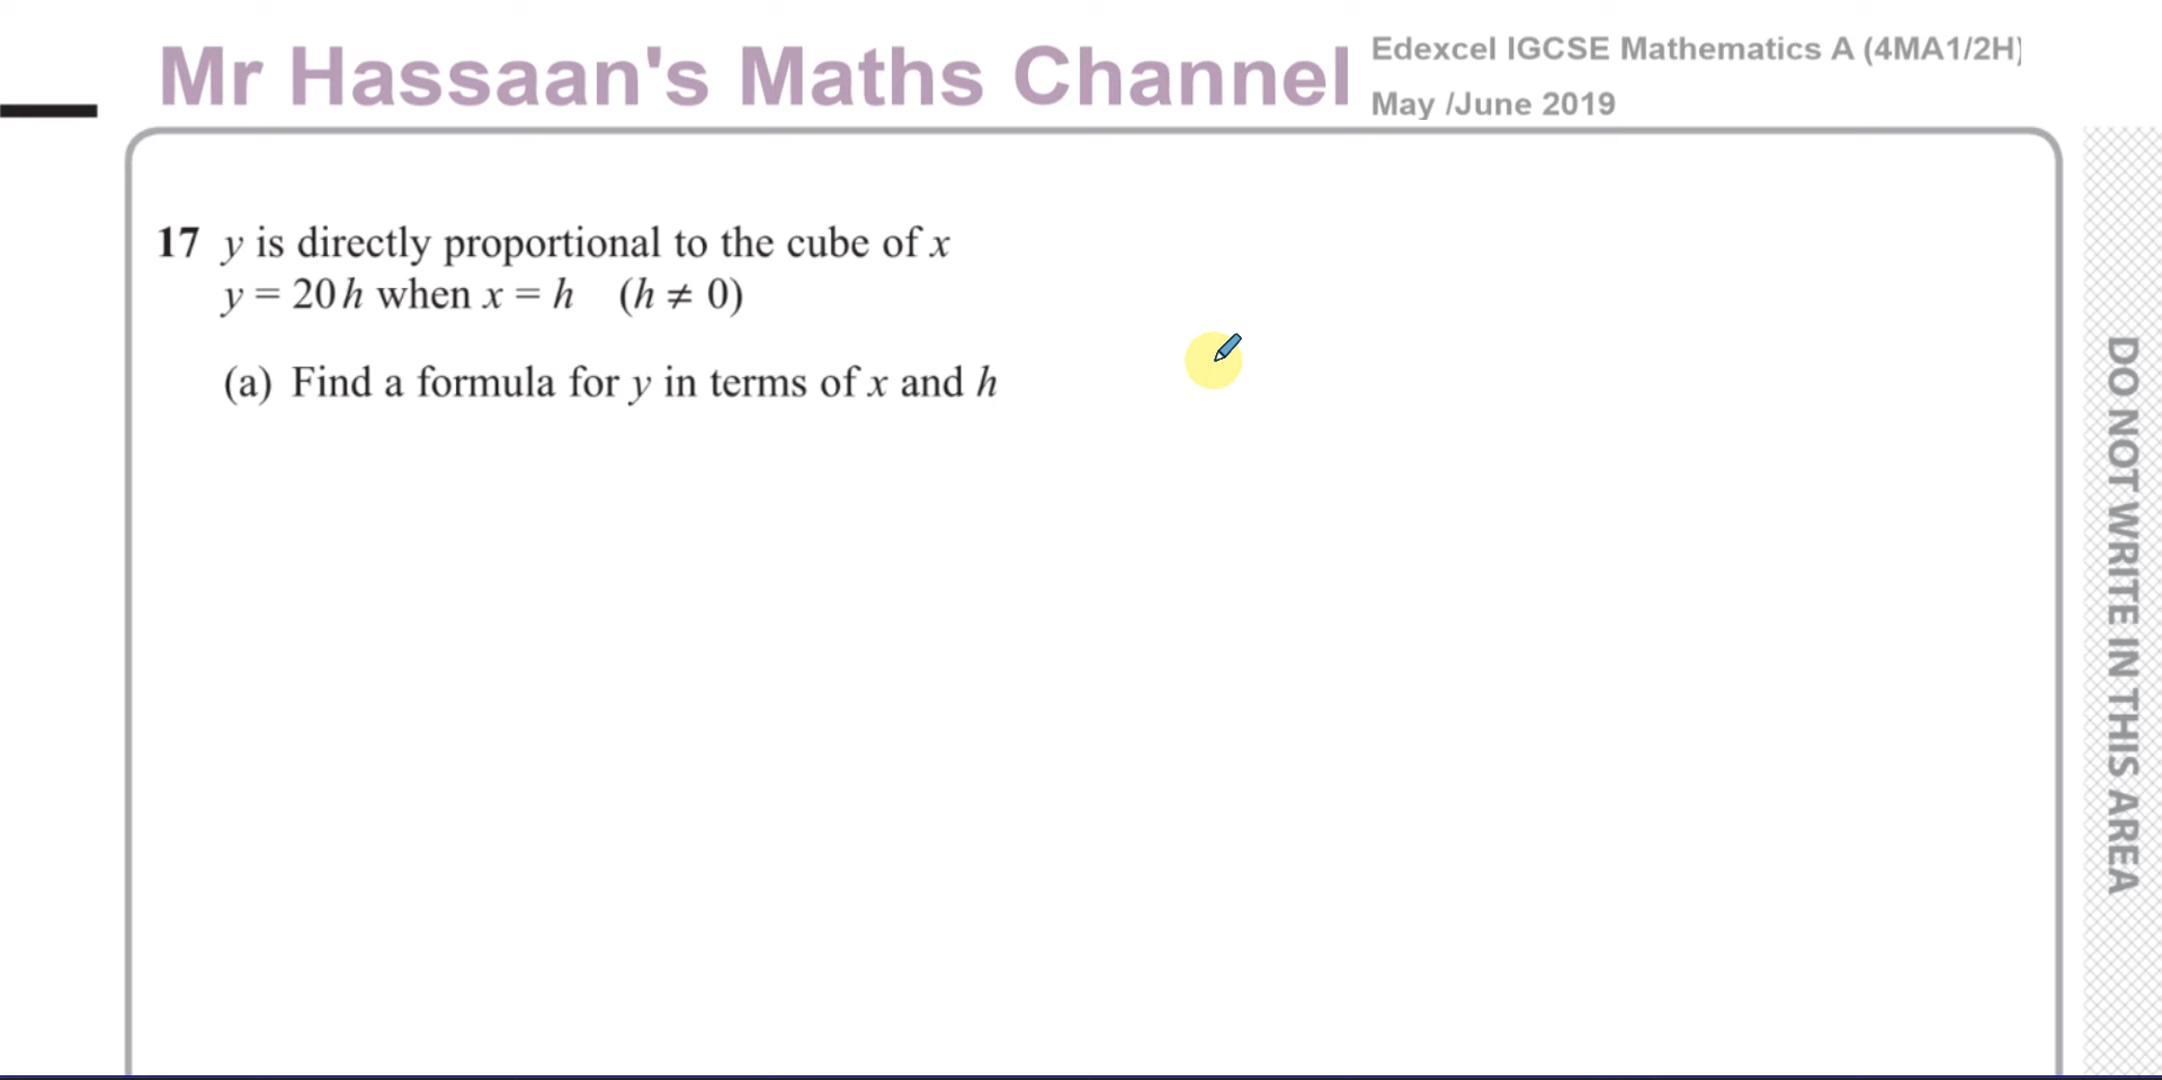 Mr Hassaan's Maths Channel
Edexcel IGCSE Mathematics A (4MA1/2H)
May /June 2019
17 y is directly proportional to the cube of x
y = 20h when x = h (h ≠ 0)
(a) Find a formula for y in terms of x and h
DO NOT WRITE IN THIS AREA